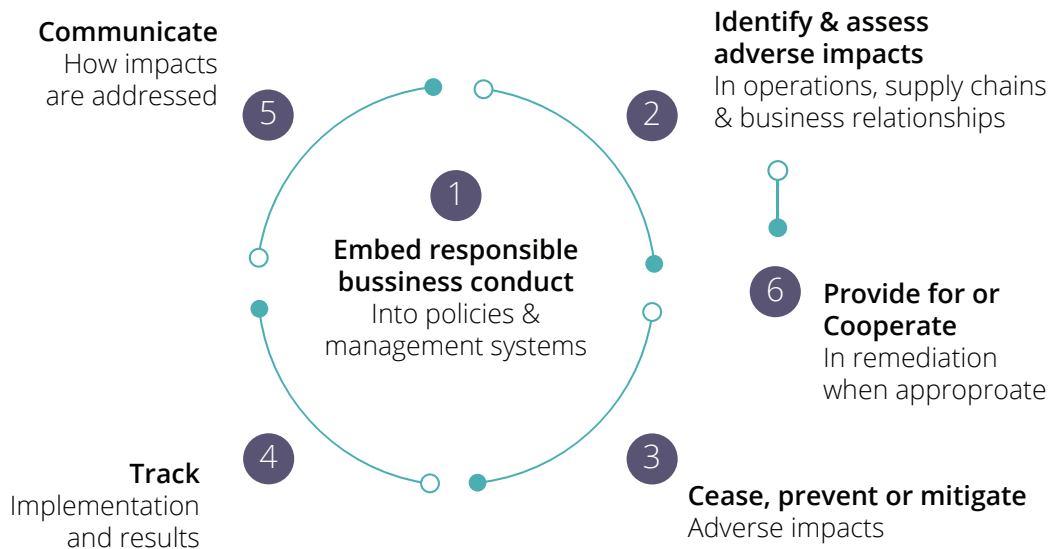 1
Embed responsible
bussiness conduct
Into policies &
management systems
2
Identify & assess
adverse impacts
In operations, supply chains
& business relationships
3
Cease, prevent or mitigate
Adverse impacts
4
Track
Implementation
and results
5
Communicate
How impacts
are addressed
6
Provide for or
Cooperate
In remediation
when approproate